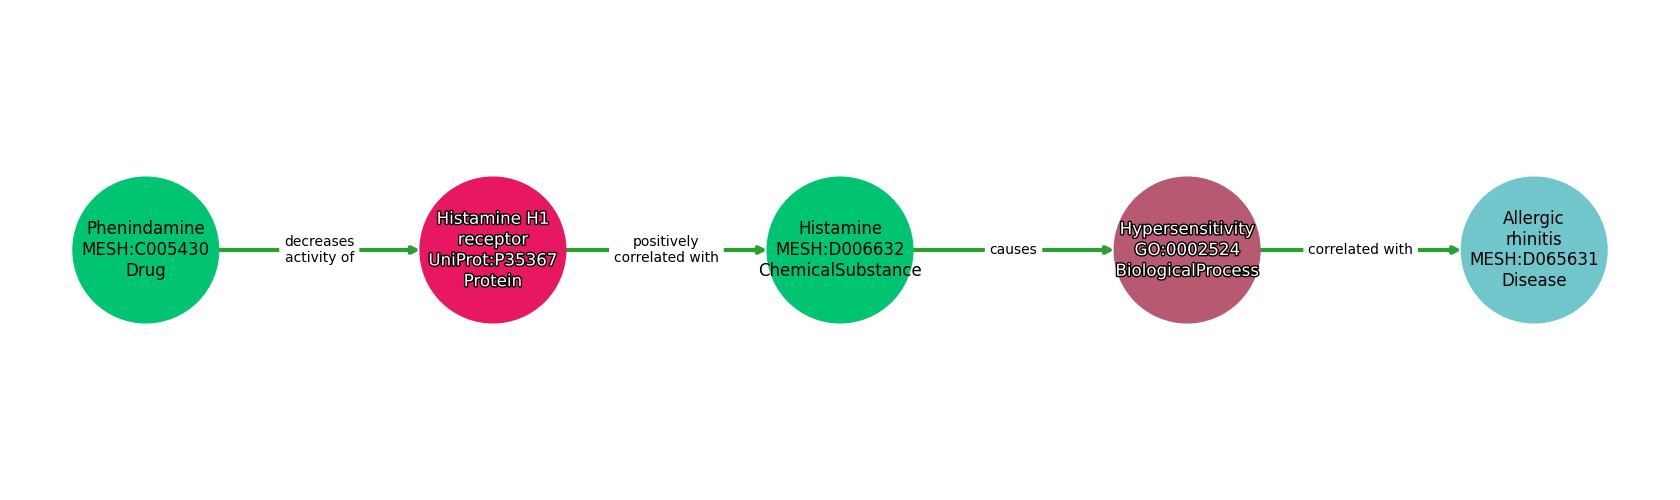 Phenindamine
MESH:C005430
Drug
decreases
activity of
Histamine H1
receptor
UniProt:P35367
Protein
positively
correlated with
Histamine
MESH:D006632
ChemicalSubstance
causes
Hypersensitivity
GO:0002524
BiologicalProcess
correlated with
Allergic
rhinitis
MESH:D065631
Disease